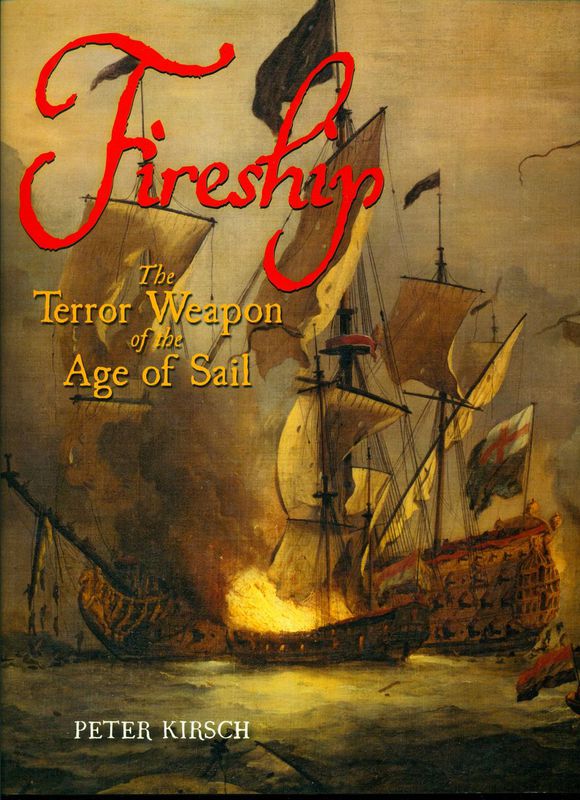 Fireship
The
Terror Weapon
of the
Age of Sail
PETER KIRSCH